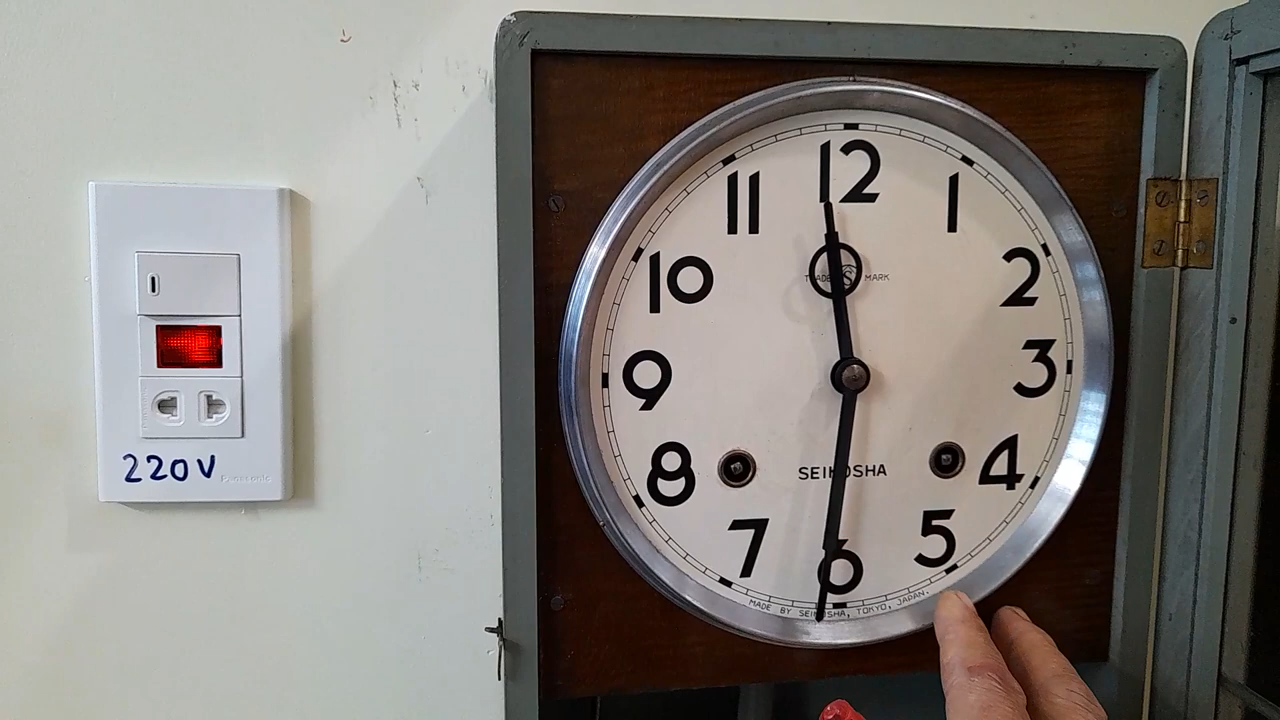 12
11
1
10
2
9
3
8
4
7
5
6
TRADE S MARK
SEIKOSHA
MADE BY SEIKOSHA, TOKYO, JAPAN.
220V
Panasonic